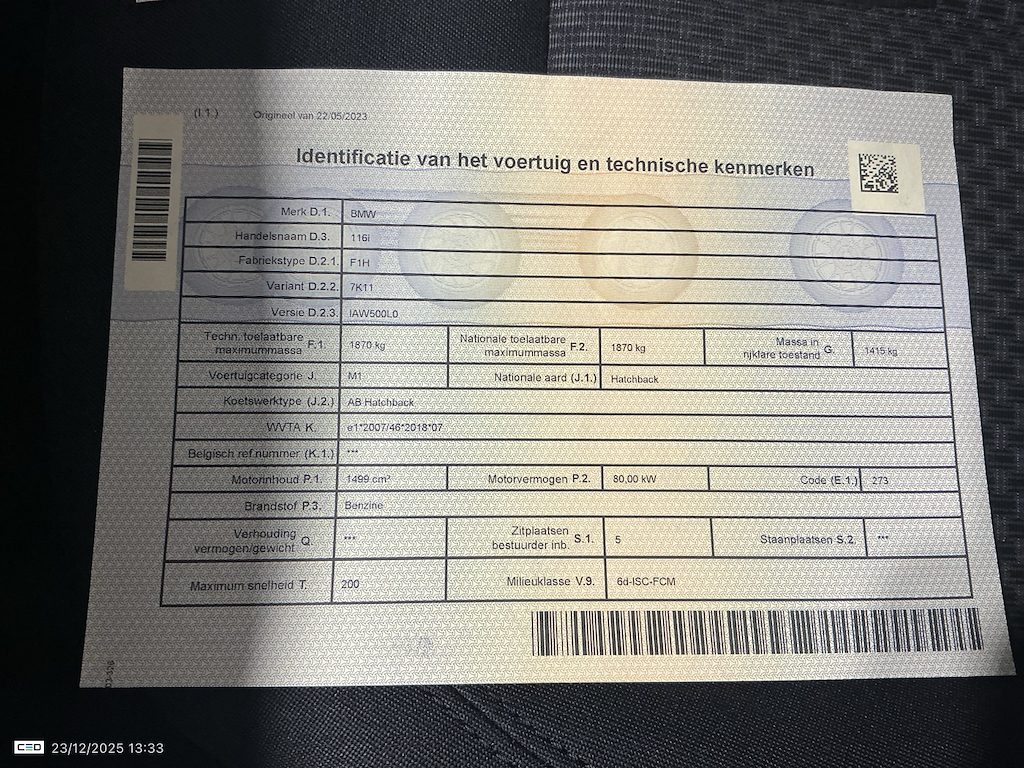 (I.1.) Origineel van 22/05/2023
Identificatie van het voertuig en technische kenmerken
Merk D.1. BMW
Handelsnaam D.3. 116i
Fabriekstype D.2.1. F1H
Variant D.2.2. 7K11
Versie D.2.3. IAW500L0
Techn. toelaatbare maximummassa F.1. 1870 kg Nationale toelaatbare maximummassa F.2. 1870 kg Massa in rijklare toestand G. 1415 kg
Voertuigcategorie J. M1 Nationale aard (J.1.) Hatchback
Koetswerktype (J.2.) AB Hatchback
WVTA K. e1*2007/46*2018*07
Belgisch ref.nummer (K.1.) ***
Motorinhoud P.1. 1499 cm³ Motorvermogen P.2. 80,00 kW Code (E.1.) 273
Brandstof P.3. Benzine
Verhouding vermogen/gewicht Q. *** Zitplaatsen bestuurder inb. S.1. 5 Staanplaatsen S.2. ***
Maximum snelheid T. 200 Milieuklasse V.9. 6d-ISC-FCM
CEO 23/12/2025 13:33